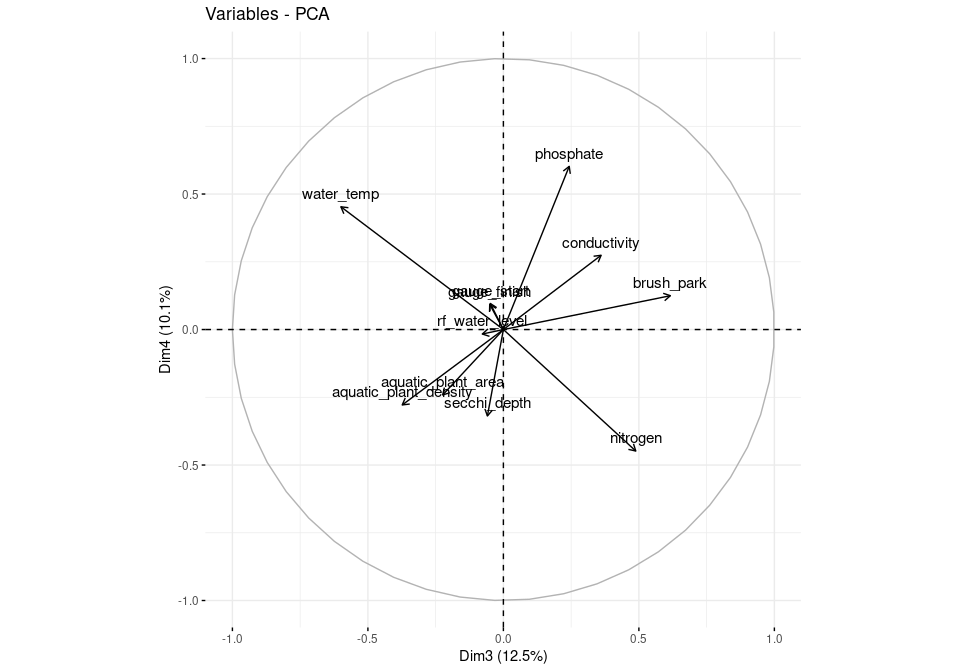 Variables - PCA
1.0
phosphate
water_temp
0.5
conductivity
brush_park
gauge_finish
rf_water_level
0.0
Dim4 (10.1%)
aquatic_plant_area
aquatic_plant_density
secchi_depth
nitrogen
-0.5
-1.0
-1.0
-0.5
0.0
0.5
1.0
Dim3 (12.5%)